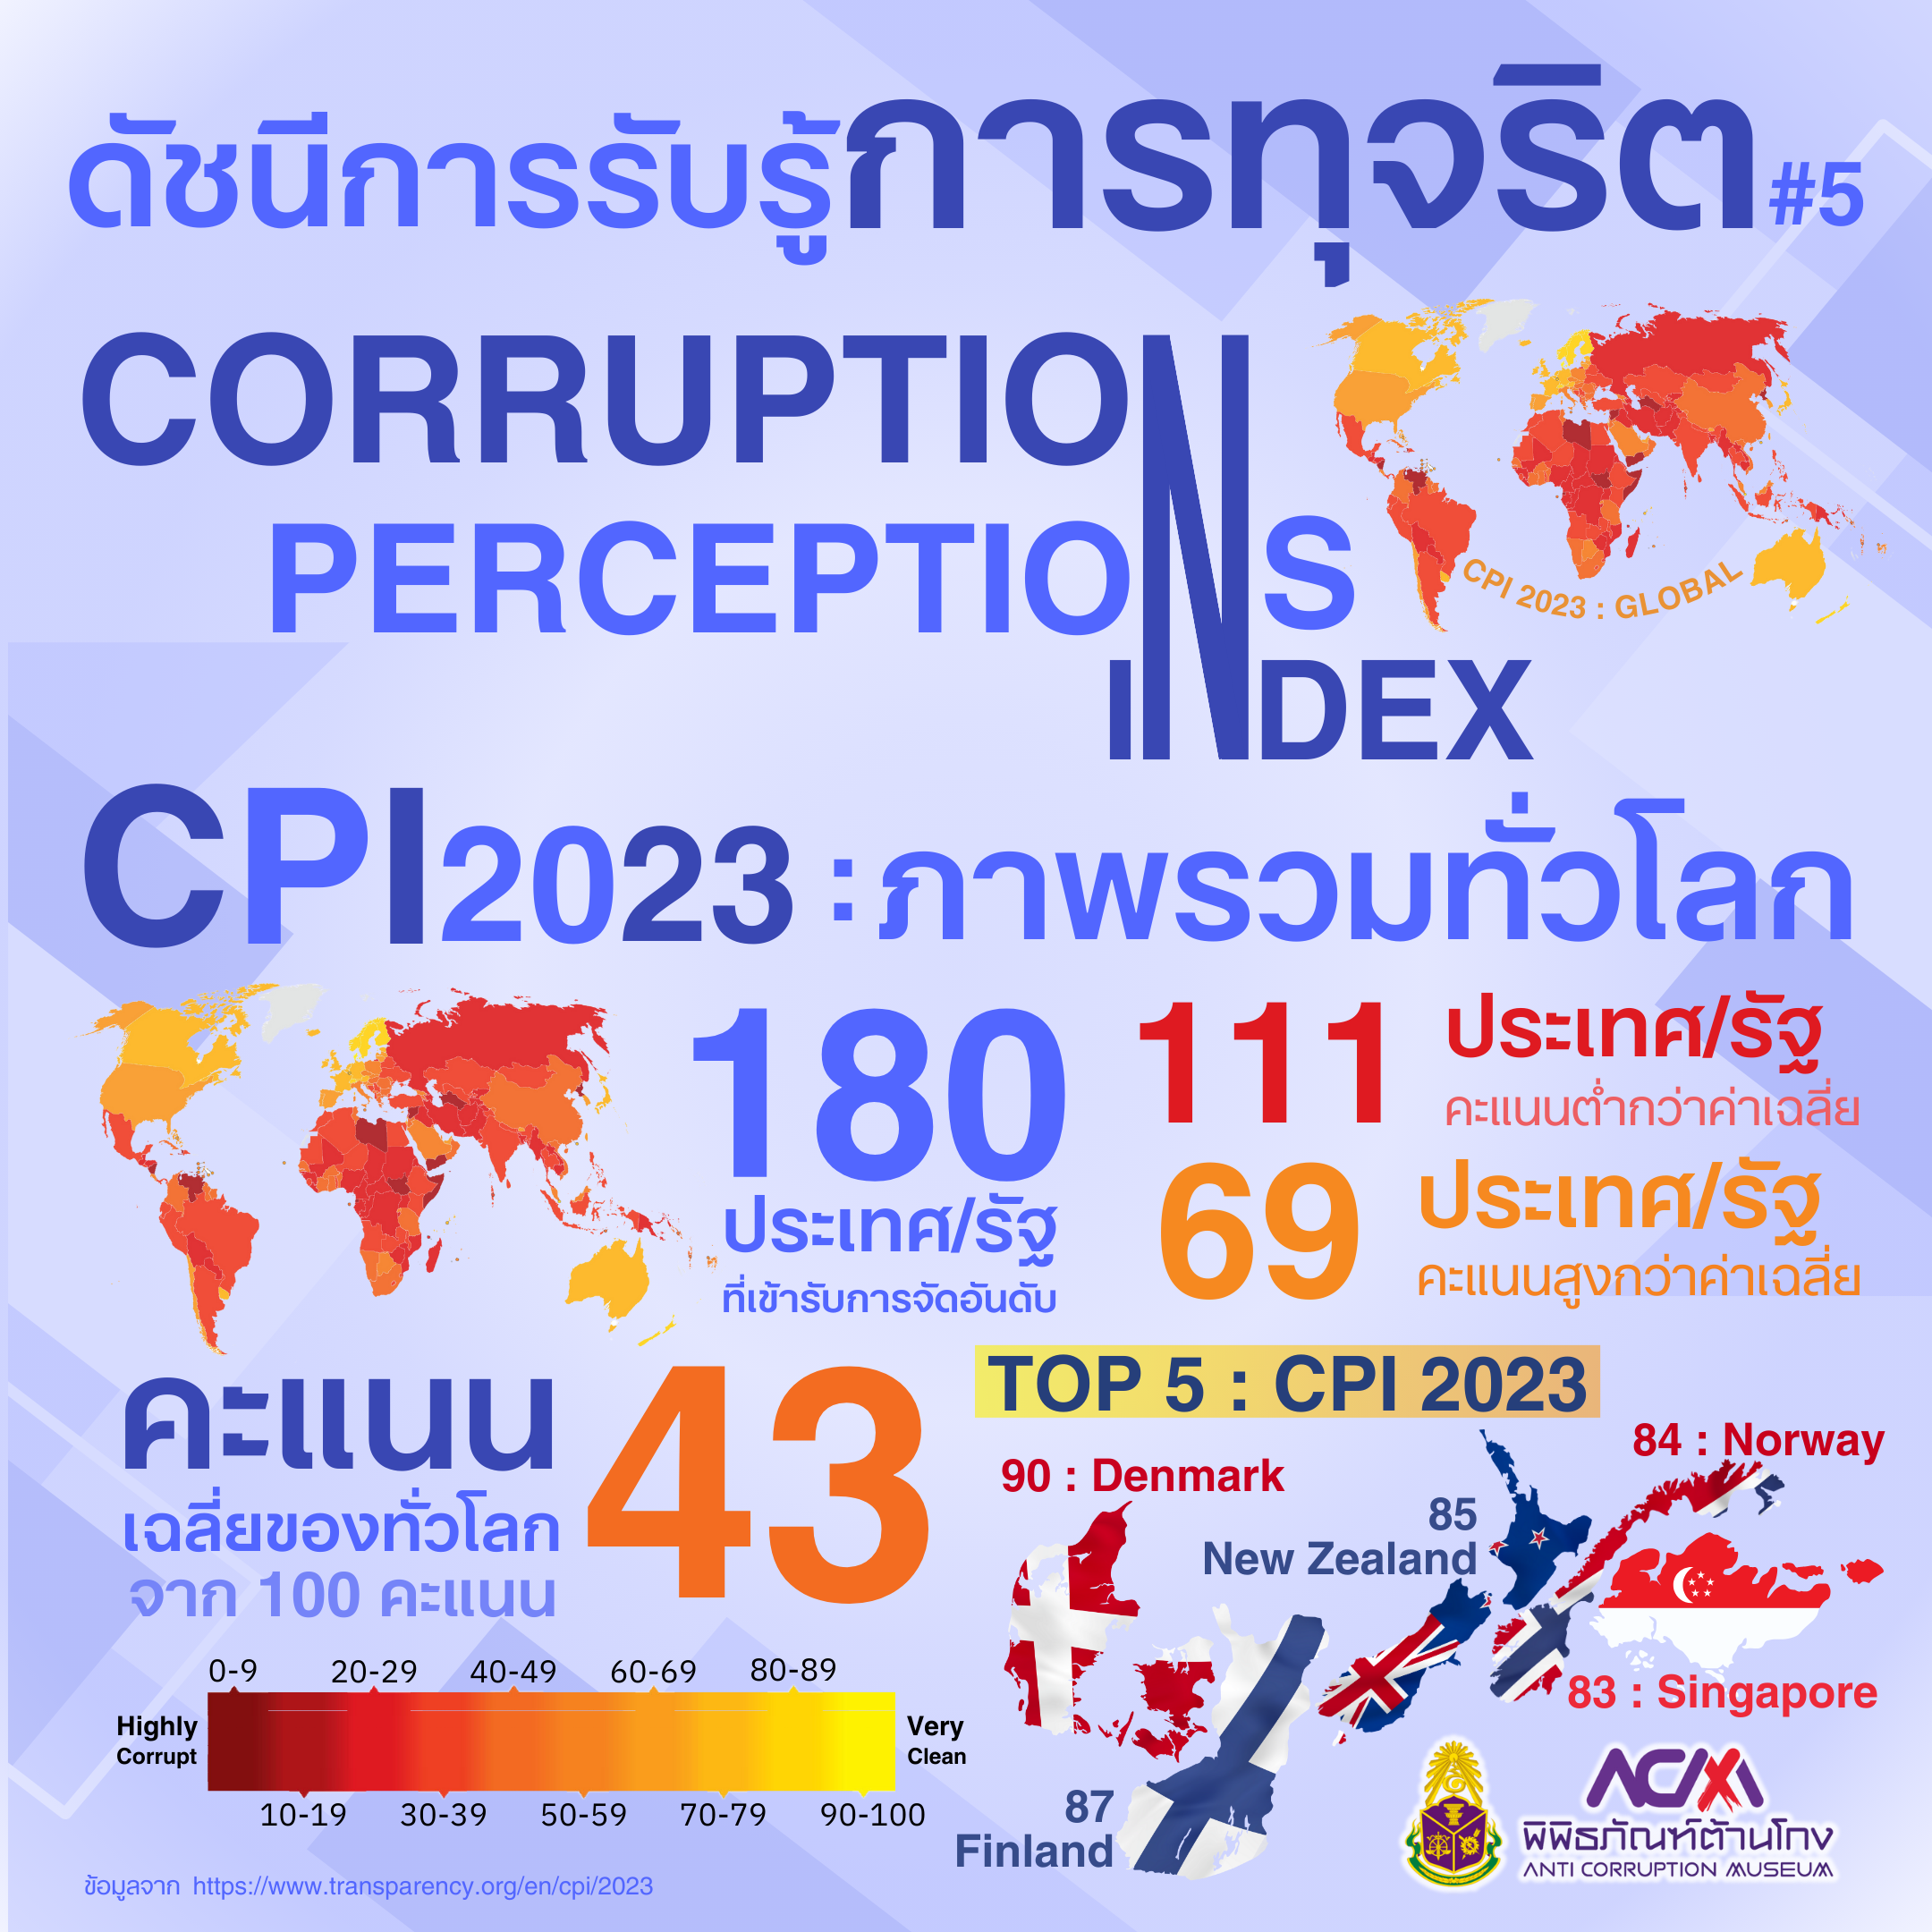 ดัชนีการรับรู้การทุจริต #5
CORRUPTION
PERCEPTIONS
INDEX
CPI 2023 : GLOBAL
CPI 2023 : ภาพรวมทั่วโลก
180
ประเทศ/รัฐ
ที่เข้ารับการจัดอันดับ
111 ประเทศ/รัฐ
คะแนนต่ำกว่าค่าเฉลี่ย
69 ประเทศ/รัฐ
คะแนนสูงกว่าค่าเฉลี่ย
คะแนน
เฉลี่ยของทั่วโลก
จาก 100 คะแนน
43
TOP 5 : CPI 2023
90 : Denmark
87
Finland
85
New Zealand
84 : Norway
83 : Singapore
0-9 20-29 40-49 60-69 80-89
Highly
Corrupt
Very
Clean
10-19 30-39 50-59 70-79 90-100
ข้อมูลจาก https://www.transparency.org/en/cpi/2023
ACM
พิพิธภัณฑ์ต้านโกง
ANTI CORRUPTION MUSEUM